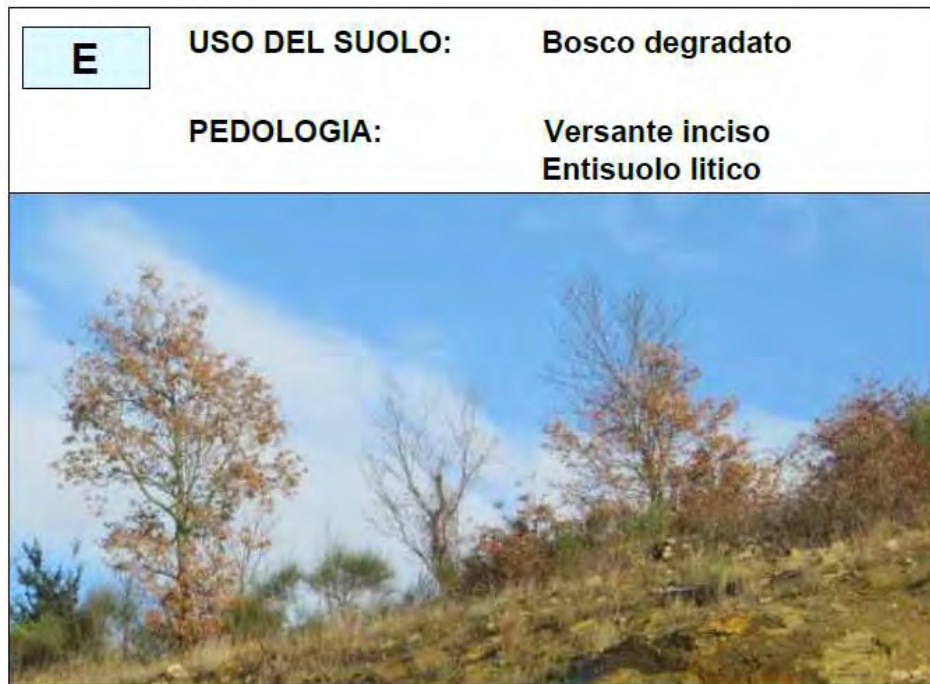 E
USO DEL SUOLO: Bosco degradato
PEDOLOGIA: Versante inciso
Entisuolo litico